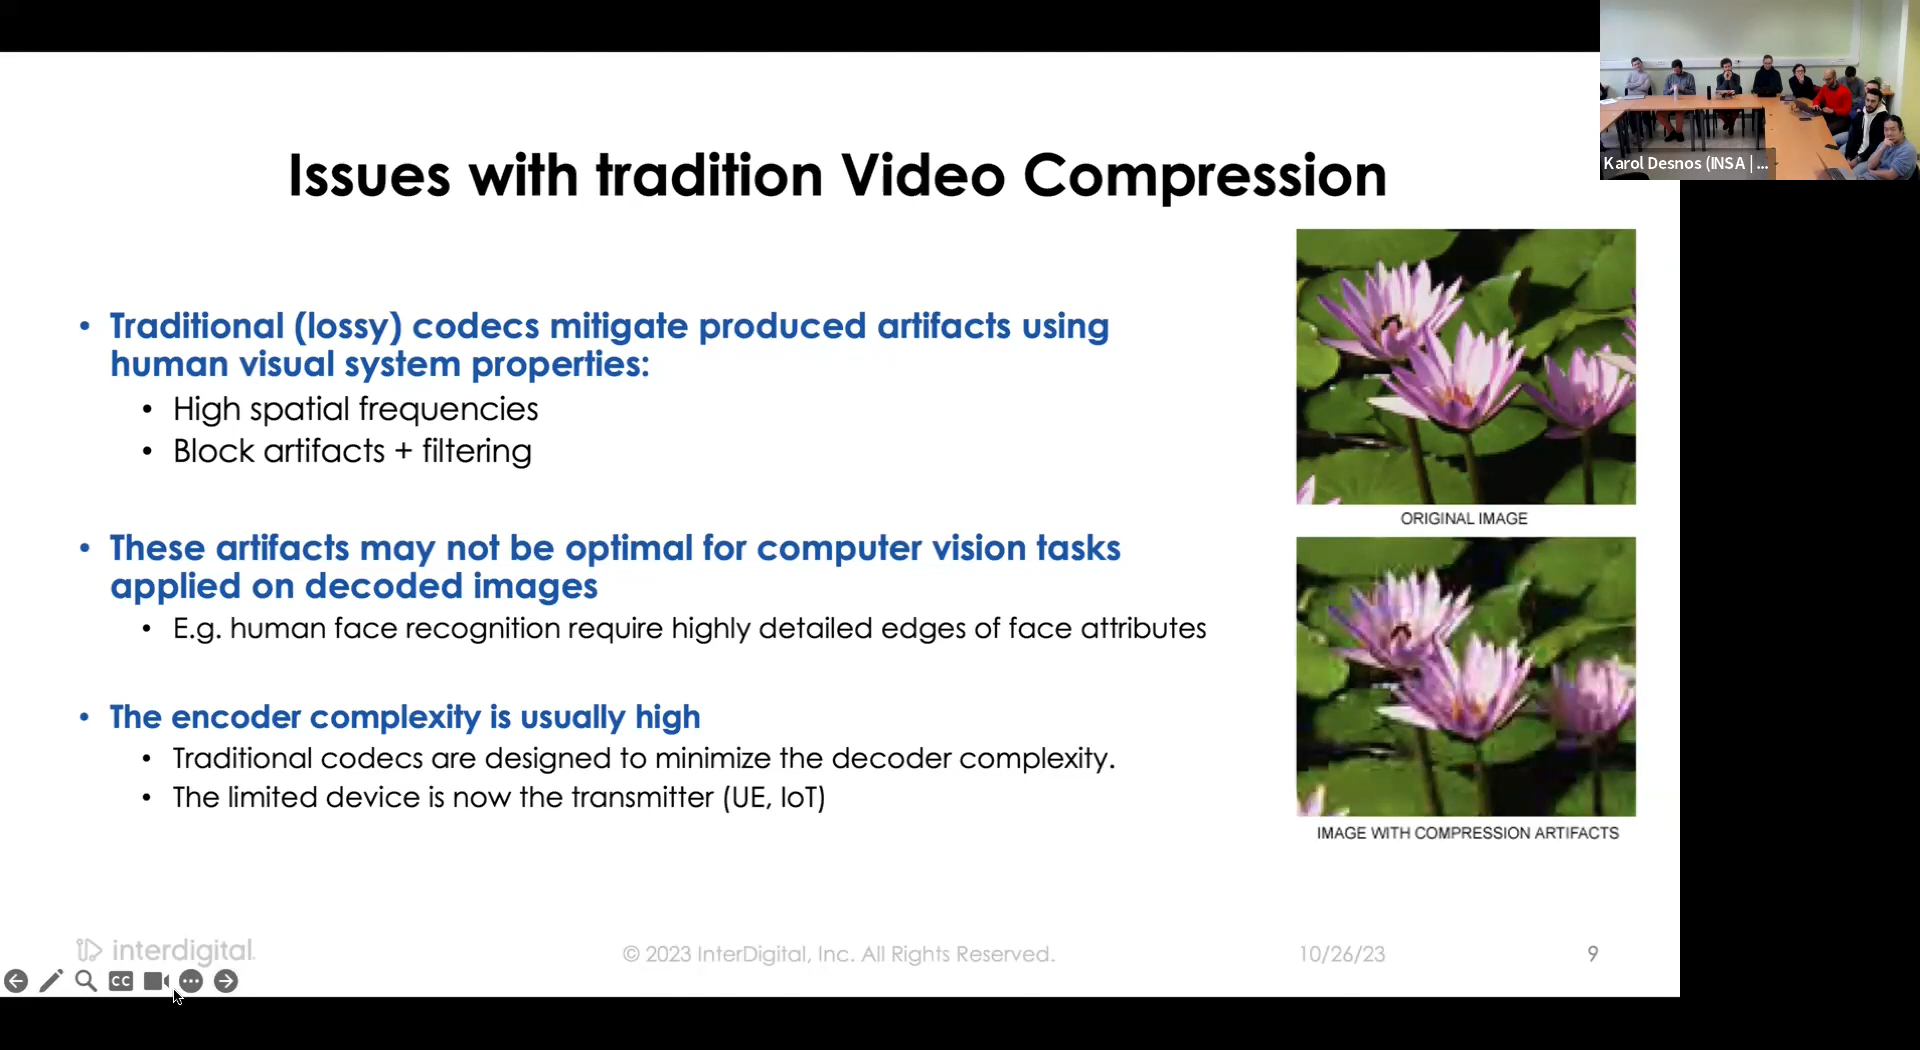 Karol Desnos (INSA | ...
Issues with tradition Video Compression
• Traditional (lossy) codecs mitigate produced artifacts using
human visual system properties:
• High spatial frequencies
• Block artifacts + filtering
• These artifacts may not be optimal for computer vision tasks
applied on decoded images
• E.g. human face recognition require highly detailed edges of face attributes
• The encoder complexity is usually high
• Traditional codecs are designed to minimize the decoder complexity.
• The limited device is now the transmitter (UE, IoT)
ORIGINAL IMAGE
IMAGE WITH COMPRESSION ARTIFACTS
interdigital
© 2023 InterDigital, Inc. All Rights Reserved.
10/26/23
9
CC